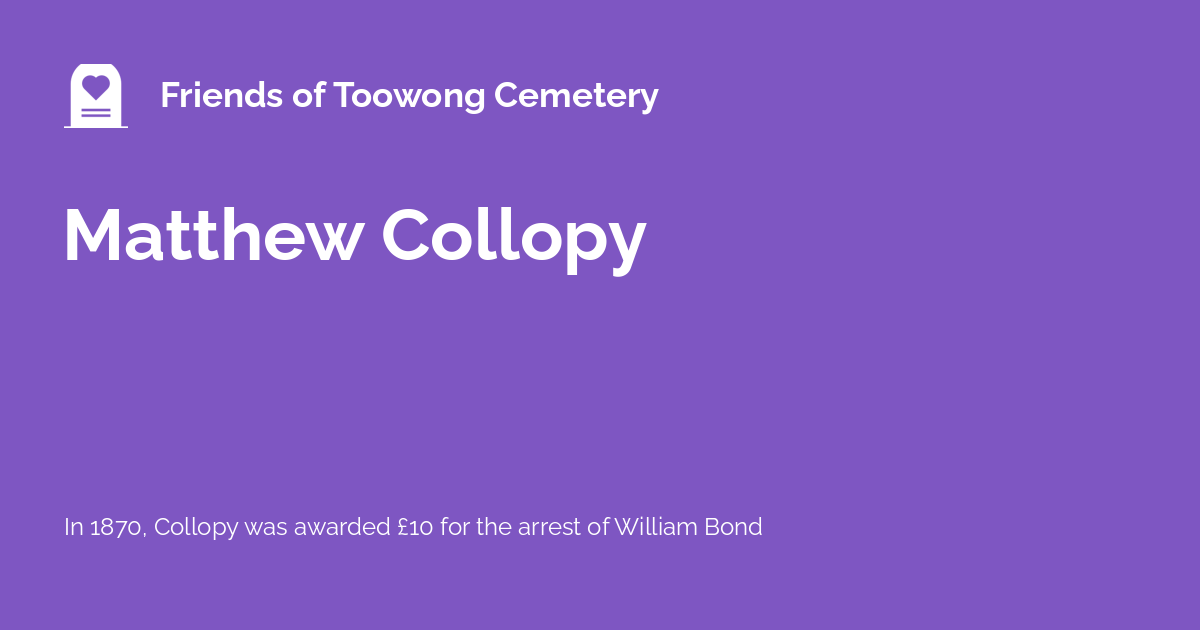 Friends of Toowong Cemetery
Matthew Collopy
In 1870, Collopy was awarded £10 for the arrest of William Bond